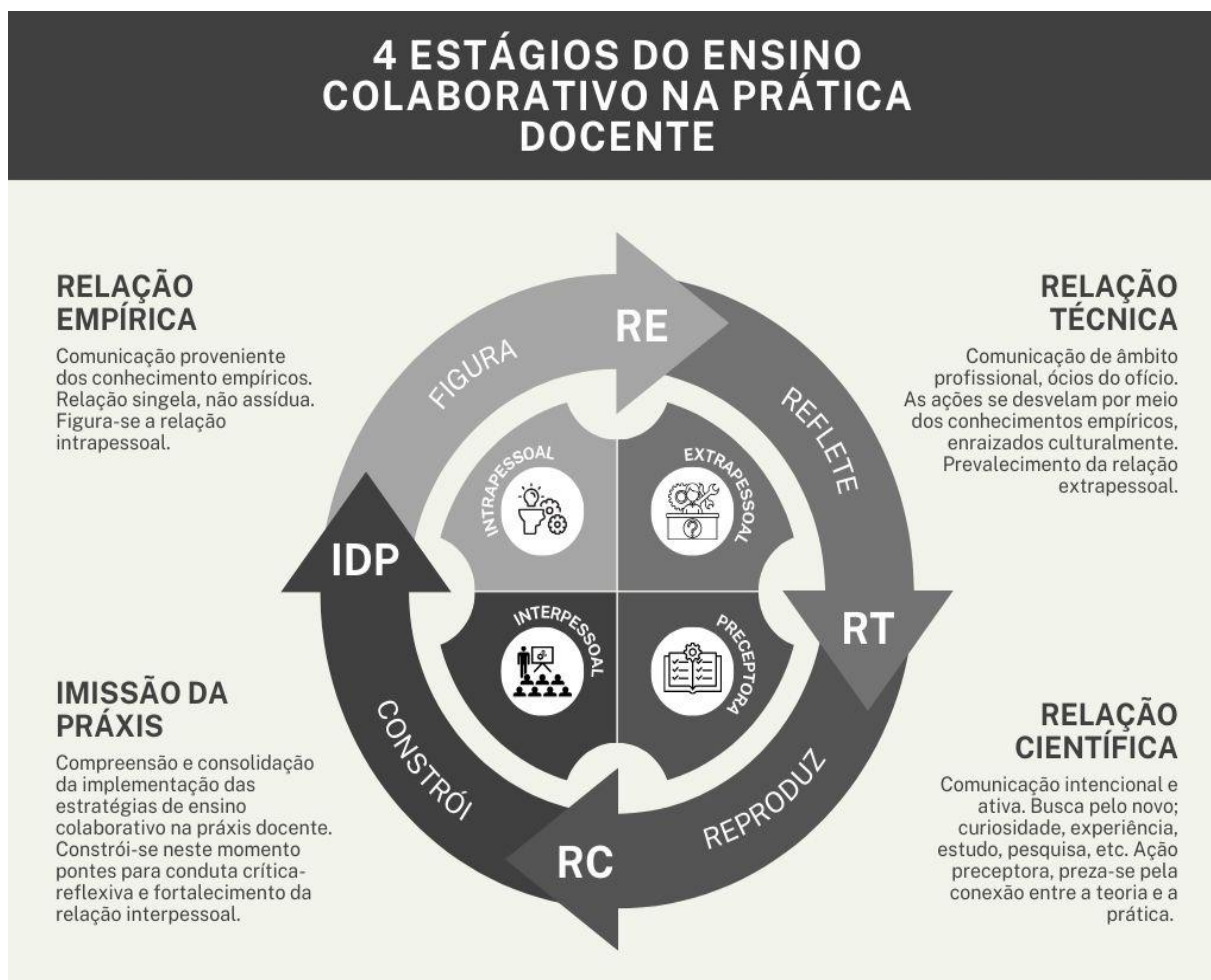 4 ESTÁGIOS DO ENSINO
COLABORATIVO NA PRÁTICA
DOCENTE
RELAÇÃO
EMPÍRICA
Comunicação proveniente
dos conhecimento empíricos.
Relação singela, não assídua.
Figura-se a relação
intrapessoal.
RELAÇÃO
TÉCNICA
Comunicação de âmbito
profissional, ócios do ofício.
As ações se desvelam por meio
dos conhecimentos empíricos,
enraizados culturalmente.
Prevalecimento da relação
extrapessoal.
FIGURA
RE
REFLETE
RT
REPRODUZ
RC
CONSTRÓI
IDP
INTRAPESSOAL
EXTRAPESSOAL
?
INTERPESSOAL
PRECEPTORA
IMISSÃO DA
PRÁXIS
Compreensão e consolidação
da implementação das
estratégias de ensino
colaborativo na práxis docente.
Constrói-se neste momento
pontes para conduta crítica-
reflexiva e fortalecimento da
relação interpessoal.
RELAÇÃO
CIENTÍFICA
Comunicação intencional e
ativa. Busca pelo novo;
curiosidade, experiência,
estudo, pesquisa, etc. Ação
preceptora, preza-se pela
conexão entre a teoria e a
prática.